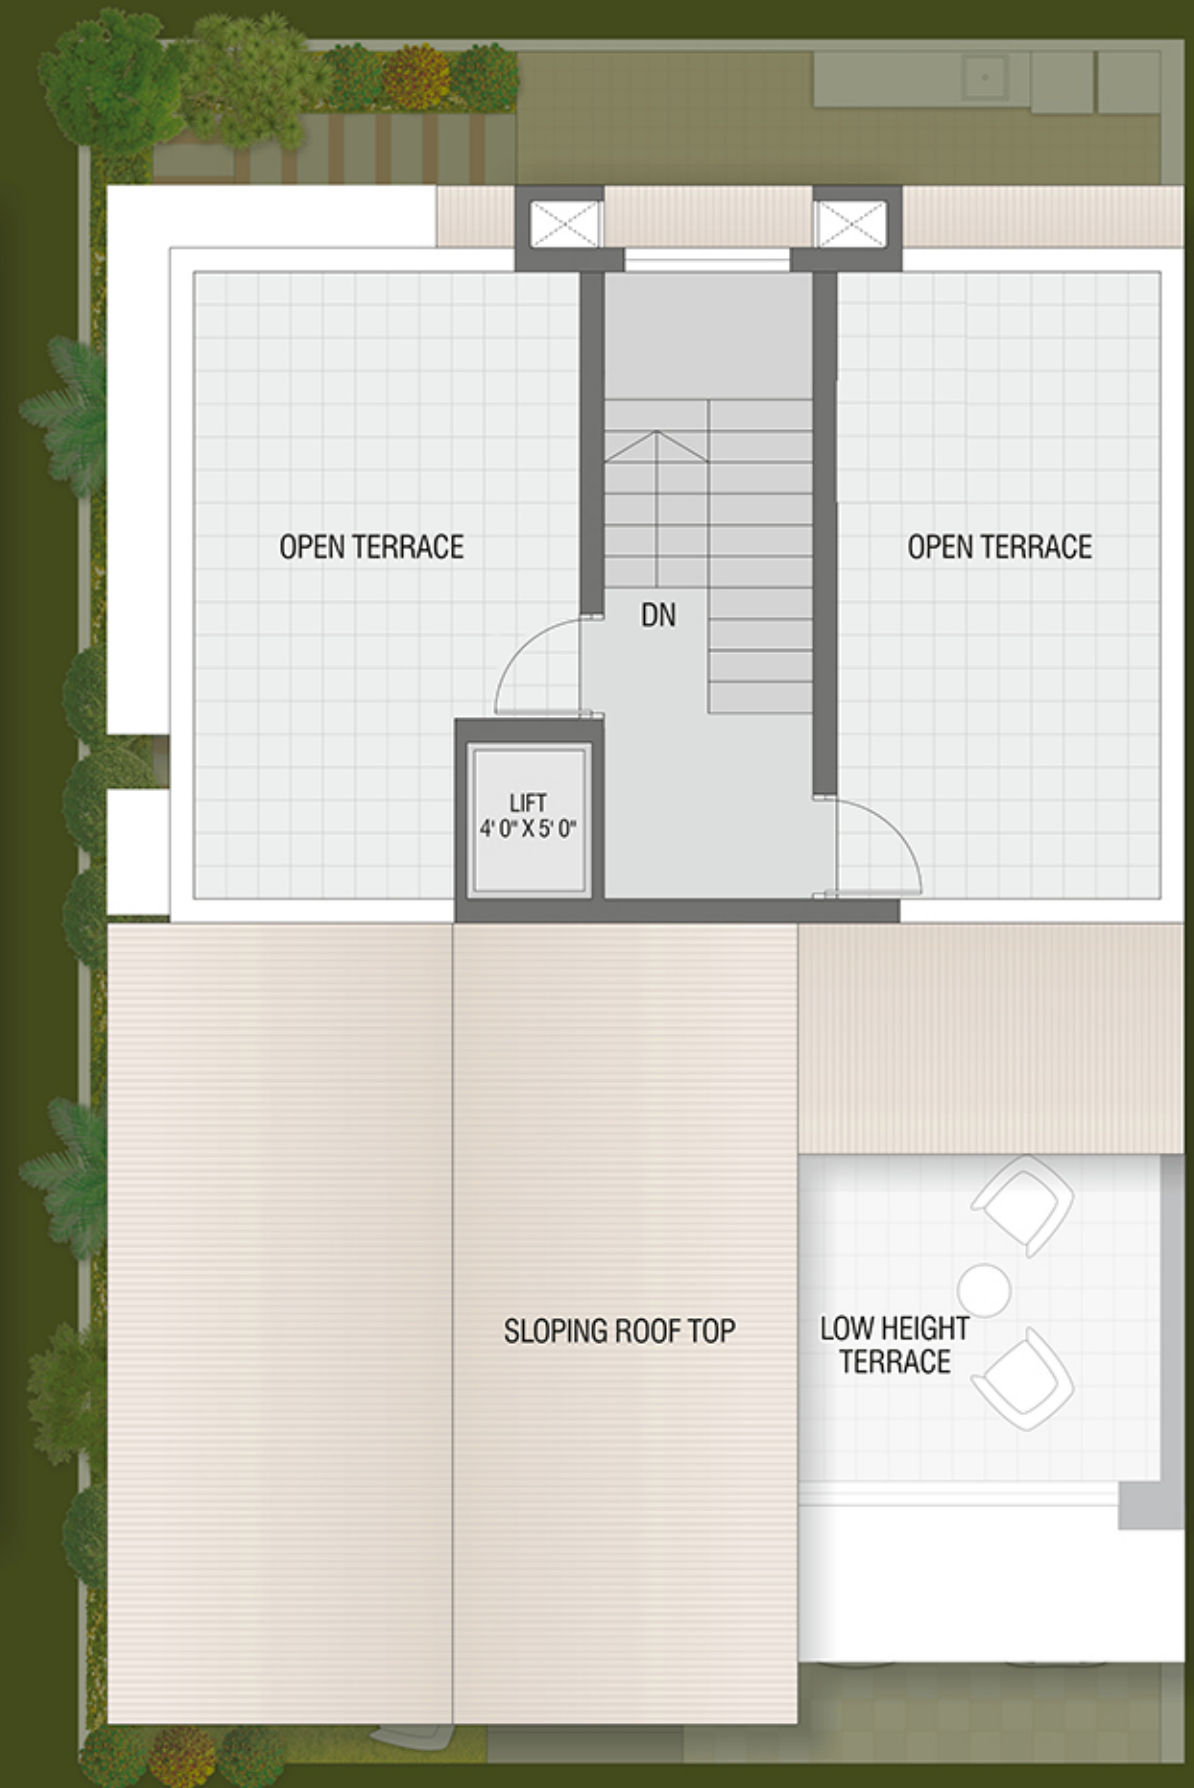 OPEN TERRACE
OPEN TERRACE
DN
LIFT
4' 0" X 5' 0"
SLOPING ROOF TOP
LOW HEIGHT
TERRACE